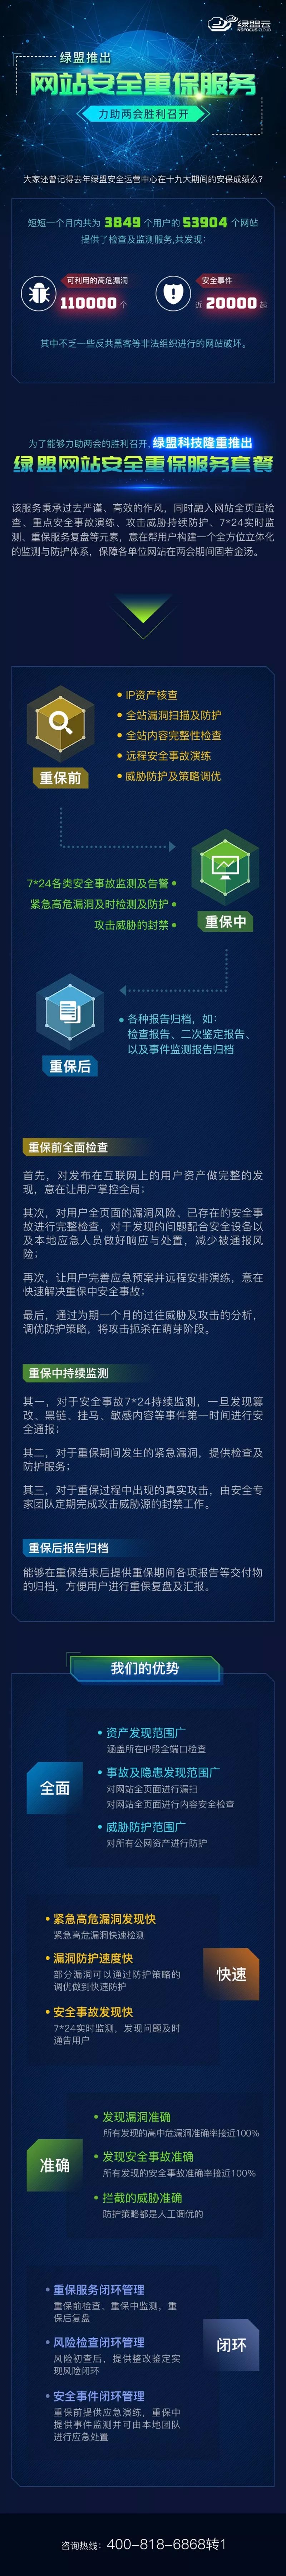 绿盟云
NSFOCUS CLOUD
绿盟推出
网站安全重保服务
力助两会胜利召开
大家还曾记得去年绿盟安全运营中心在十九大期间的安保成绩么?
短短一个月内共为 3849 个用户的 53904 个网站
提供了检查及监测服务,共发现:
可利用的高危漏洞
110000 个
安全事件
近 20000 起
其中不乏一些反共黑客等非法组织进行的网站破坏。
为了能够力助两会的胜利召开,绿盟科技隆重推出
绿盟网站安全重保服务套餐
该服务秉承过去严谨、高效的作风，同时融入网站全页面检
查、重点安全事故演练、攻击威胁持续防护、7*24实时监
测、重保服务复盘等元素，意在帮用户构建一个全方位立体化
的监测与防护体系，保障各单位网站在两会期间固若金汤。
重保前
• IP资产核查
• 全站漏洞扫描及防护
• 全站内容完整性检查
• 远程安全事故演练
• 威胁防护及策略调优
7*24各类安全事故监测及告警 •
紧急高危漏洞及时检测及防护 •
攻击威胁的封禁 •
重保中
重保后
• 各种报告归档，如：
检查报告、二次鉴定报告、
以及事件监测报告归档
重保前全面检查
首先，对发布在互联网上的用户资产做完整的发
现，意在让用户掌控全局；
其次，对用户全页面的漏洞风险、已存在的安全事
故进行完整检查，对于发现的问题配合安全设备以
及本地应急人员做好响应与处置，减少被通报风
险；
再次，让用户完善应急预案并远程安排演练，意在
快速解决重保中安全事故；
最后，通过为期一个月的过往威胁及攻击的分析，
调优防护策略，将攻击扼杀在萌芽阶段。
重保中持续监测
其一，对于安全事故7*24持续监测，一旦发现篡
改、黑链、挂马、敏感内容等事件第一时间进行安
全通报；
其二，对于重保期间发生的紧急漏洞，提供检查及
防护服务；
其三，对于重保过程中出现的真实攻击，由安全专
家团队定期完成攻击威胁源的封禁工作。
重保后报告归档
能够在重保结束后提供重保期间各项报告等交付物
的归档，方便用户进行重保复盘及汇报。
我们的优势
全面
• 资产发现范围广
涵盖所在IP段全端口检查
• 事故及隐患发现范围广
对网站全页面进行漏扫
对网站全页面进行内容安全检查
• 威胁防护范围广
对所有公网资产进行防护
• 紧急高危漏洞发现快
紧急高危漏洞快速检测
• 漏洞防护速度快
部分漏洞可以通过防护策略的
调优做到快速防护
• 安全事故发现快
7*24实时监测，发现问题及时
通告用户
快速
准确
• 发现漏洞准确
所有发现的高中危漏洞准确率接近100%
• 发现安全事故准确
所有发现的安全事故准确率接近100%
• 拦截的威胁准确
防护策略都是人工调优的
• 重保服务闭环管理
重保前检查、重保中监测，重
保后复盘
• 风险检查闭环管理
风险初查后，提供整改鉴定实
现风险闭环
• 安全事件闭环管理
重保前提供应急演练，重保中
提供事件监测并可由本地团队
进行应急处置
闭环
咨询热线：400-818-6868转1